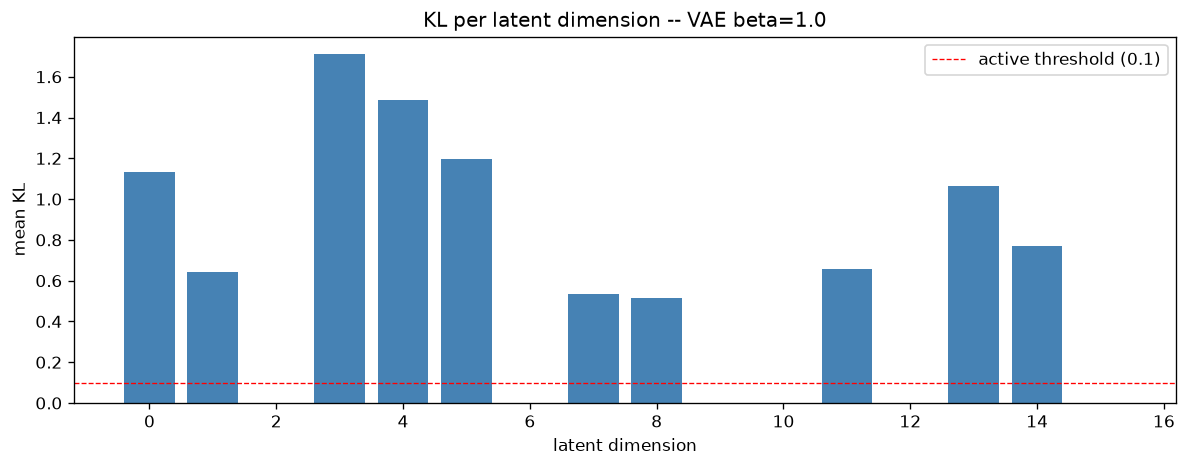 KL per latent dimension -- VAE beta=1.0
active threshold (0.1)
mean KL
1.6
1.4
1.2
1.0
0.8
0.6
0.4
0.2
0.0
0 2 4 6 8 10 12 14 16
latent dimension